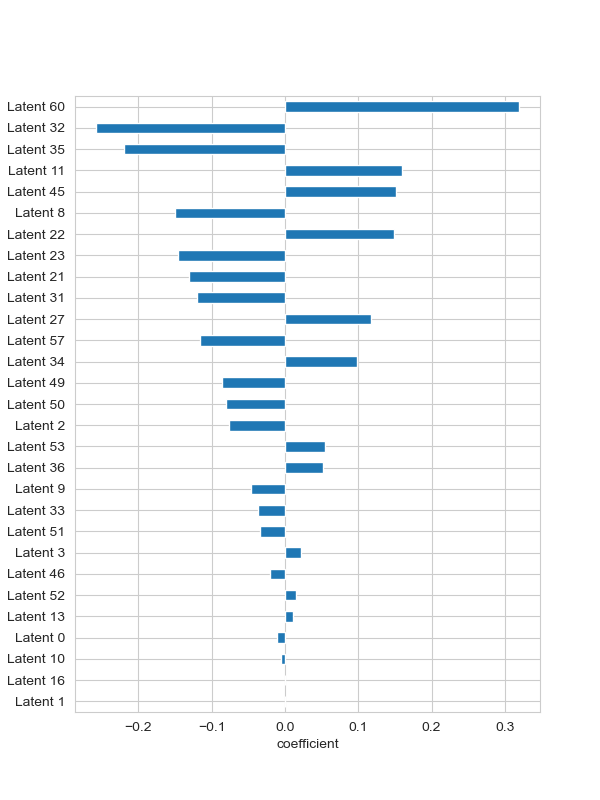 Latent 60
Latent 32
Latent 35
Latent 11
Latent 45
Latent 8
Latent 22
Latent 23
Latent 21
Latent 31
Latent 27
Latent 57
Latent 34
Latent 49
Latent 50
Latent 2
Latent 53
Latent 36
Latent 9
Latent 33
Latent 51
Latent 3
Latent 46
Latent 52
Latent 13
Latent 0
Latent 10
Latent 16
Latent 1
−0.2 −0.1 0.0 0.1 0.2 0.3
coefficient